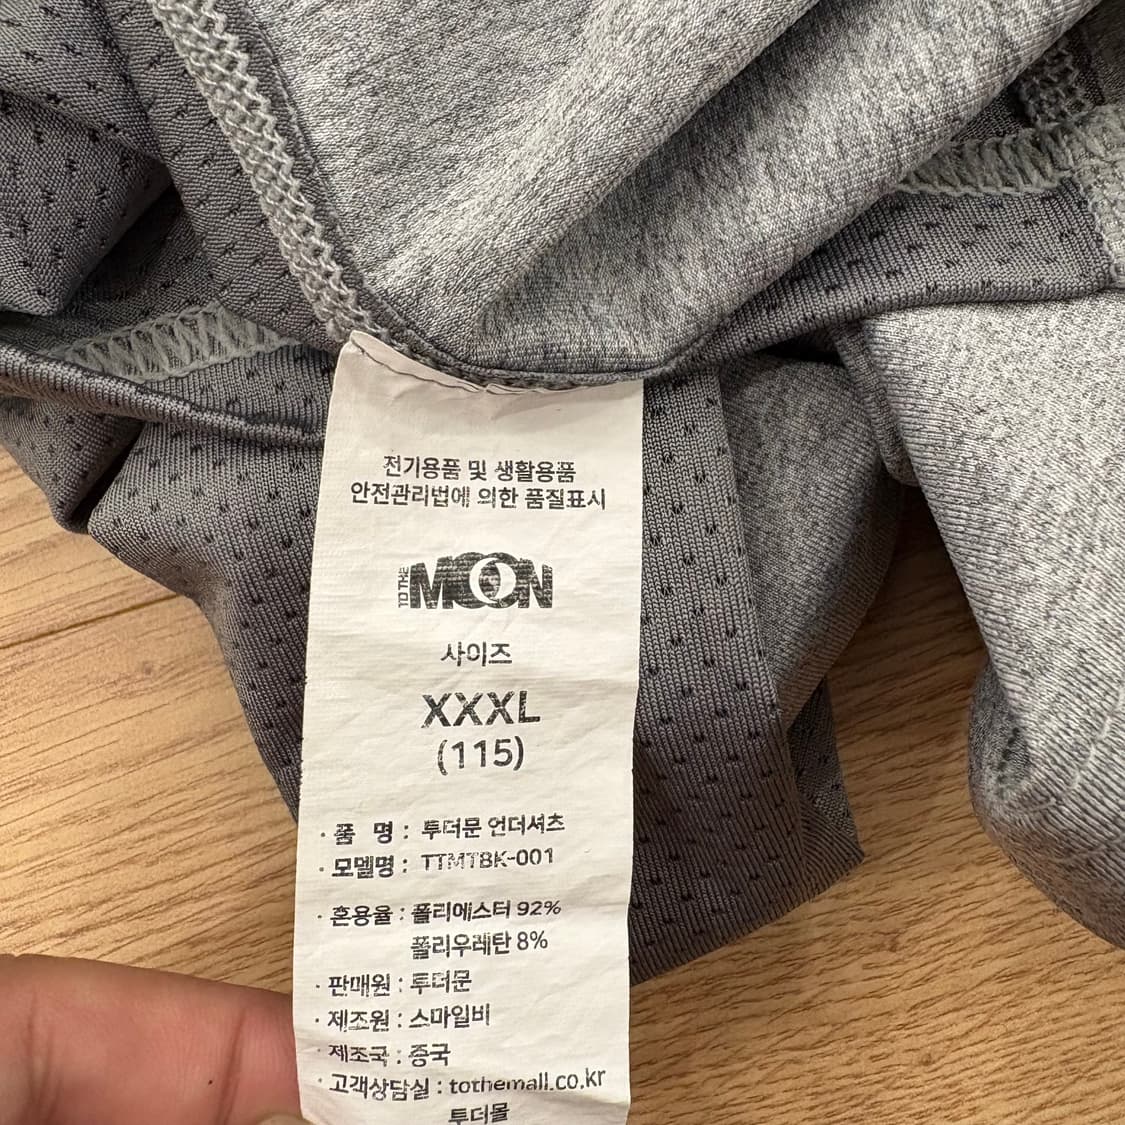 전기용품 및 생활용품
안전관리법에 의한 품질표시
TO THE MOON
사이즈
XXXL
(115)
· 품 명 : 투더문 언더셔츠
· 모델명 : TTMTBK-001
· 혼용율 : 폴리에스터 92%
폴리우레탄 8%
· 판매원 : 투더문
· 제조원 : 스마일비
· 제조국 : 중국
· 고객상담실 : tothemall.co.kr
투더몰